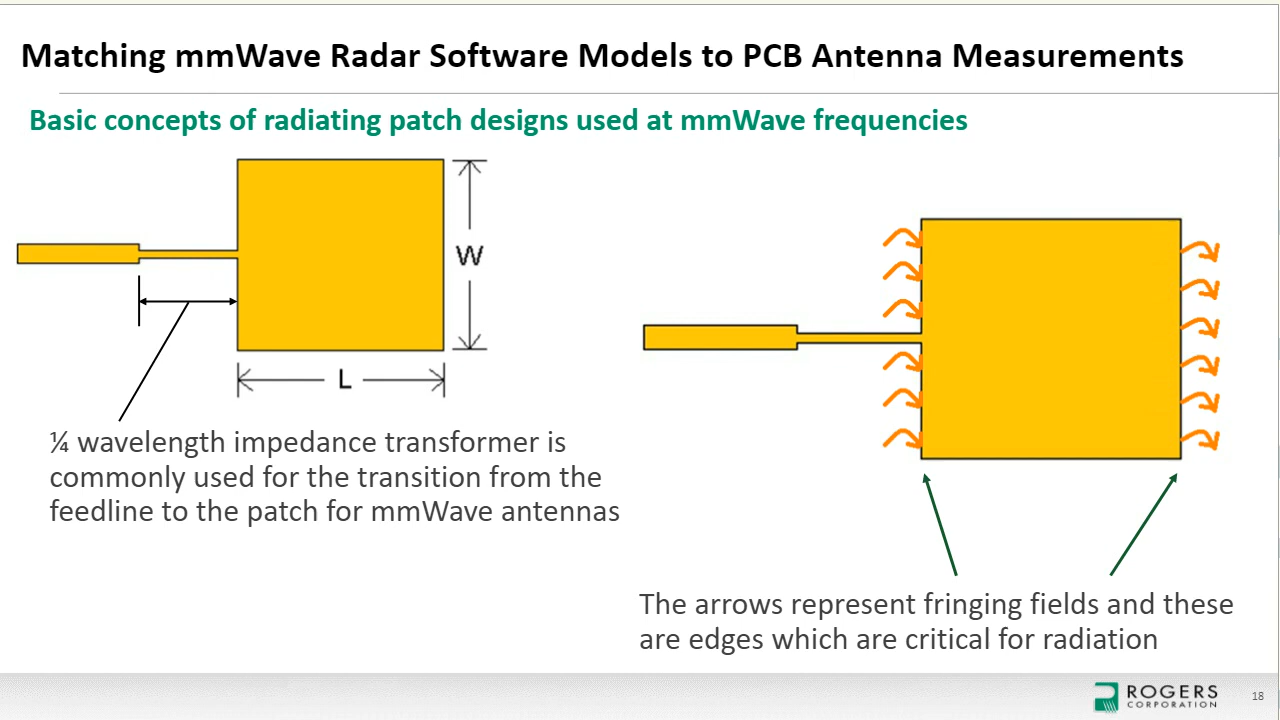 Matching mmWave Radar Software Models to PCB Antenna Measurements
Basic concepts of radiating patch designs used at mmWave frequencies
W
L
¼ wavelength impedance transformer is
commonly used for the transition from the
feedline to the patch for mmWave antennas
The arrows represent fringing fields and these
are edges which are critical for radiation
ROGERS
CORPORATION
18